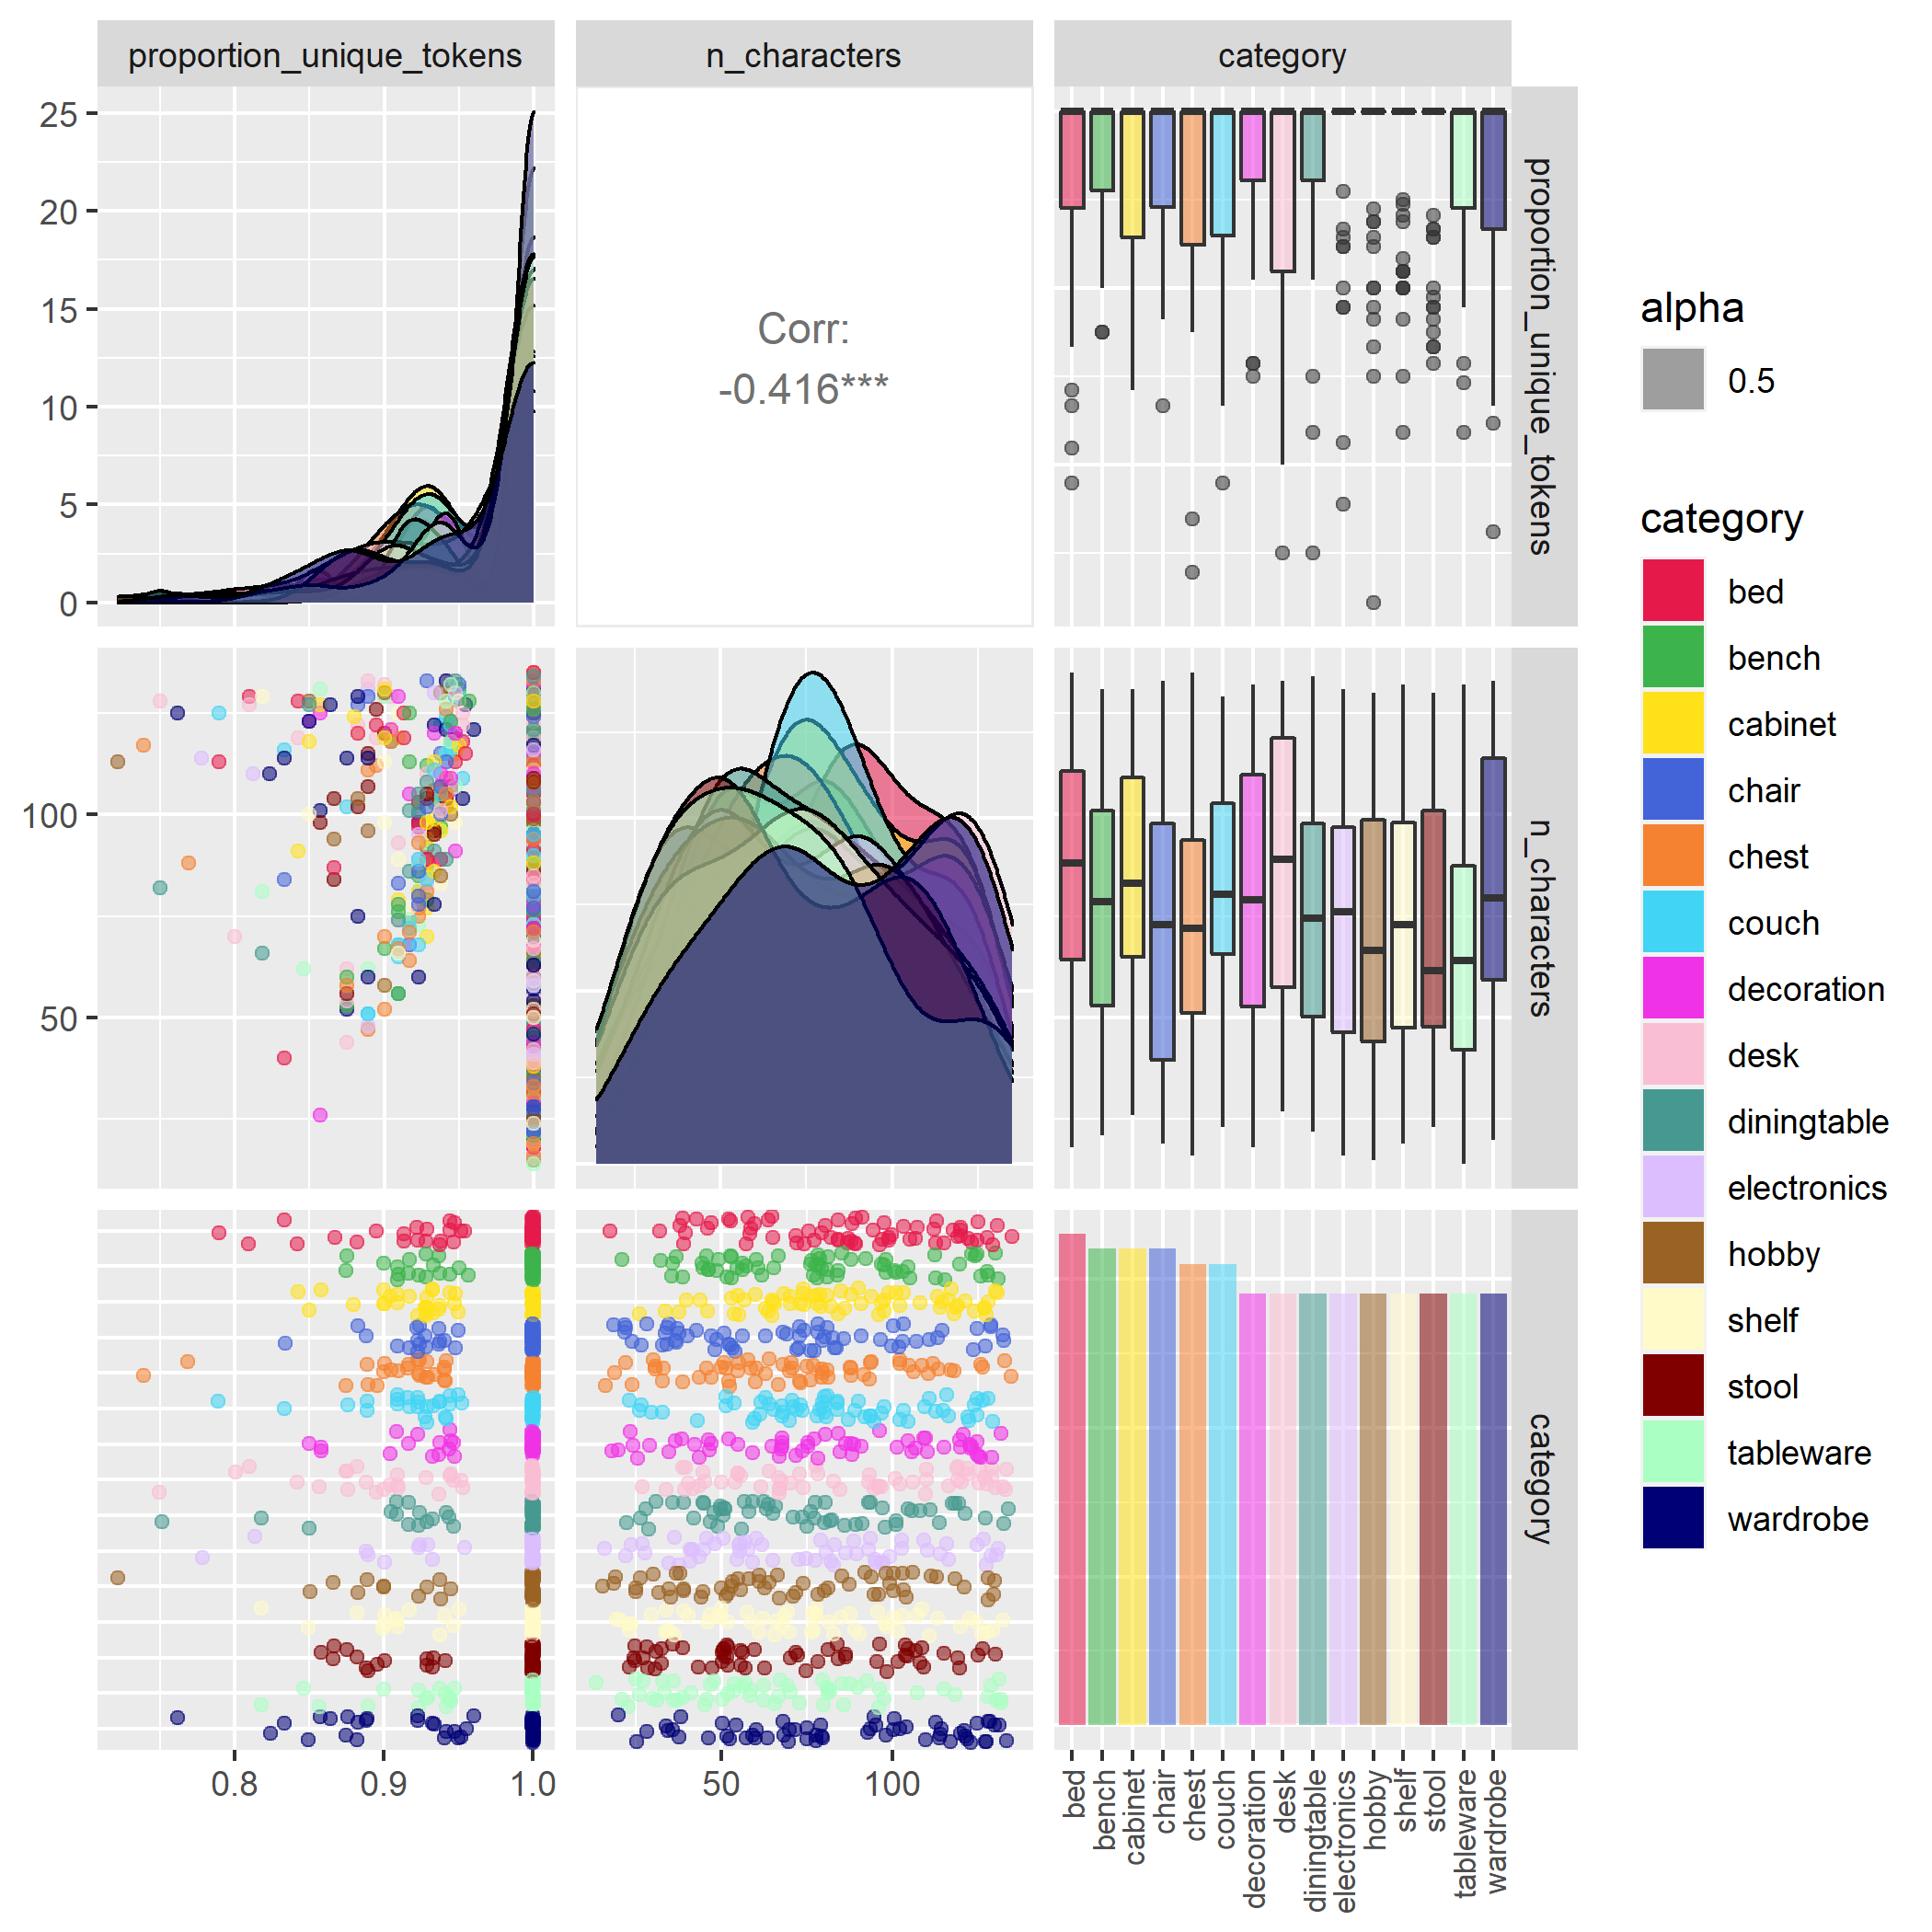 proportion_unique_tokens
n_characters
category
25
20
15
10
5
0
Corr:
-0.416***
proportion_unique_tokens
100
50
n_characters
category
0.8
0.9
1.0
50
100
bed
bench
cabinet
chair
chest
couch
decoration
desk
diningtable
electronics
hobby
shelf
stool
tableware
wardrobe
alpha
0.5
category
bed
bench
cabinet
chair
chest
couch
decoration
desk
diningtable
electronics
hobby
shelf
stool
tableware
wardrobe